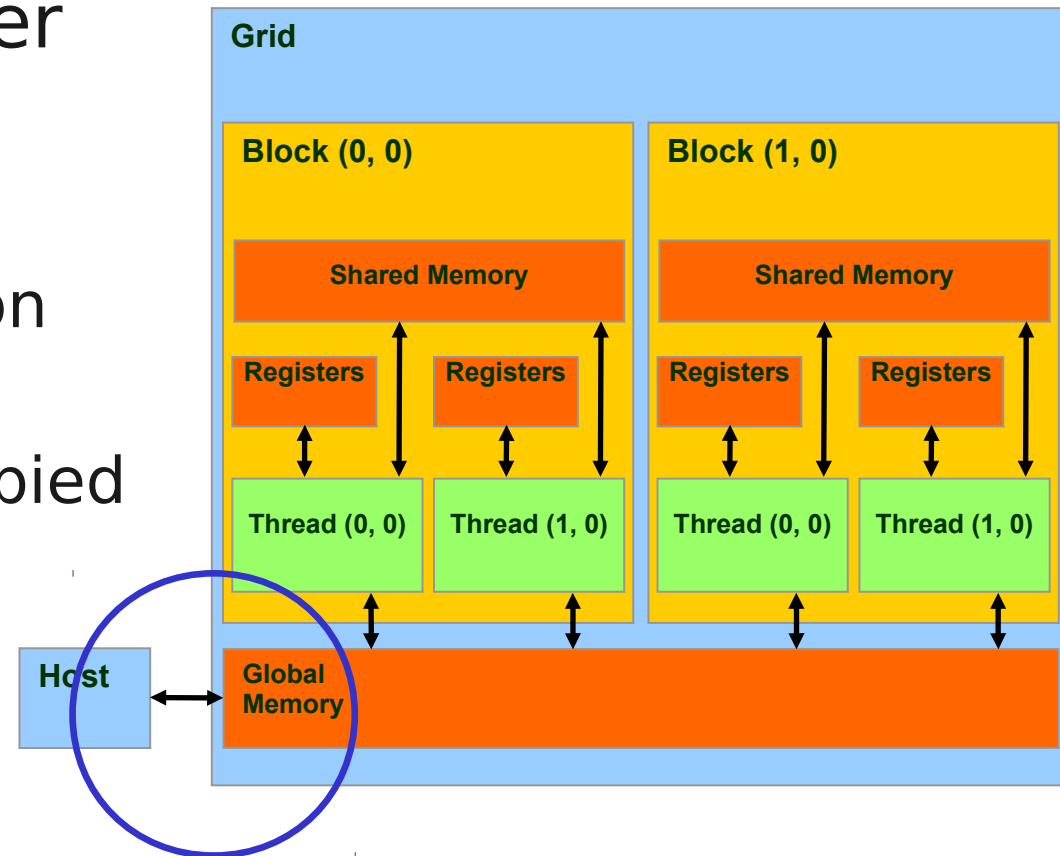 er
on
pied
Grid
Block (0, 0)
Block (1, 0)
Shared Memory
Shared Memory
Registers
Registers
Registers
Registers
Thread (0, 0)
Thread (1, 0)
Thread (0, 0)
Thread (1, 0)
Host
Global
Memory